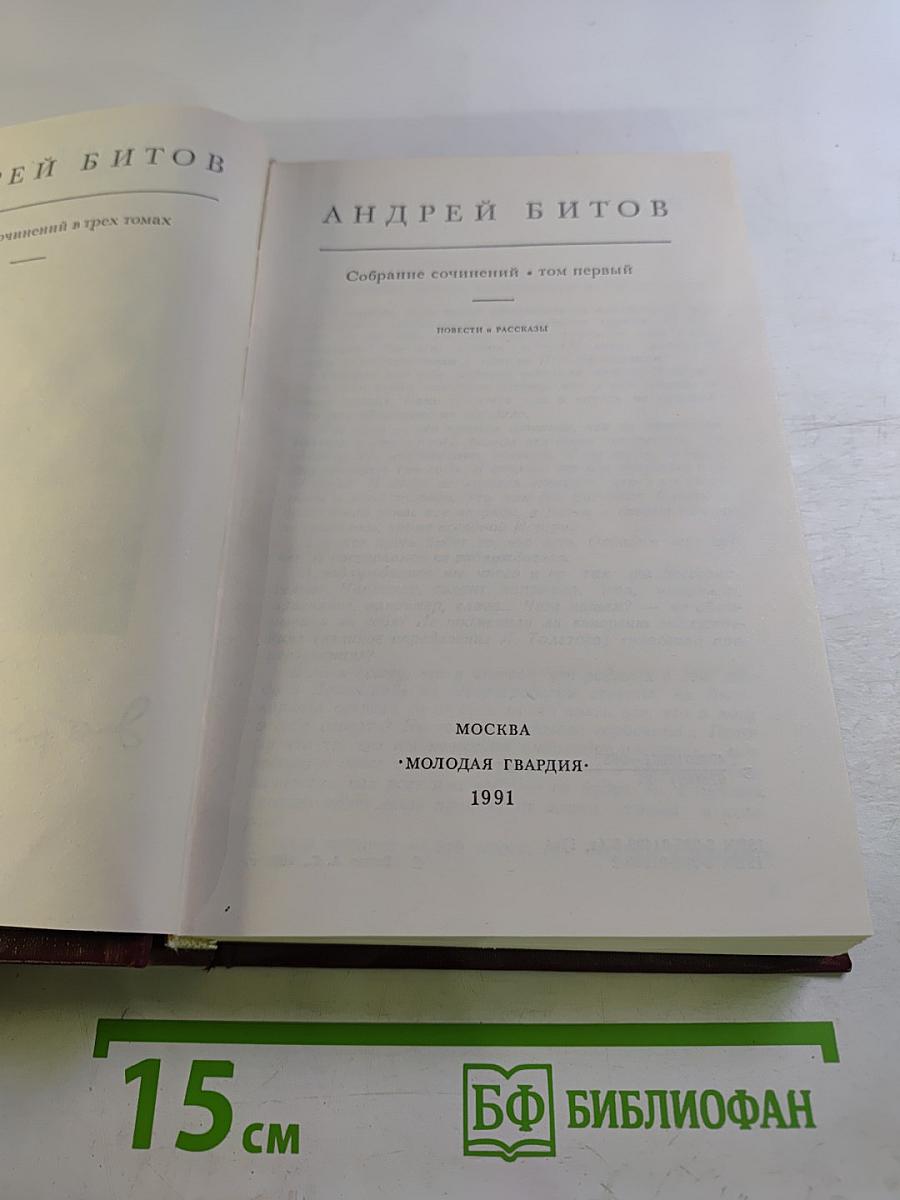 РЕЙ БИТОВ
очинений в трех томах
АНДРЕЙ БИТОВ
Собрание сочинений • том первый
ПОВЕСТИ и РАССКАЗЫ
МОСКВА
·МОЛОДАЯ ГВАРДИЯ·
1991
15 см
БФ БИБЛИОФАН